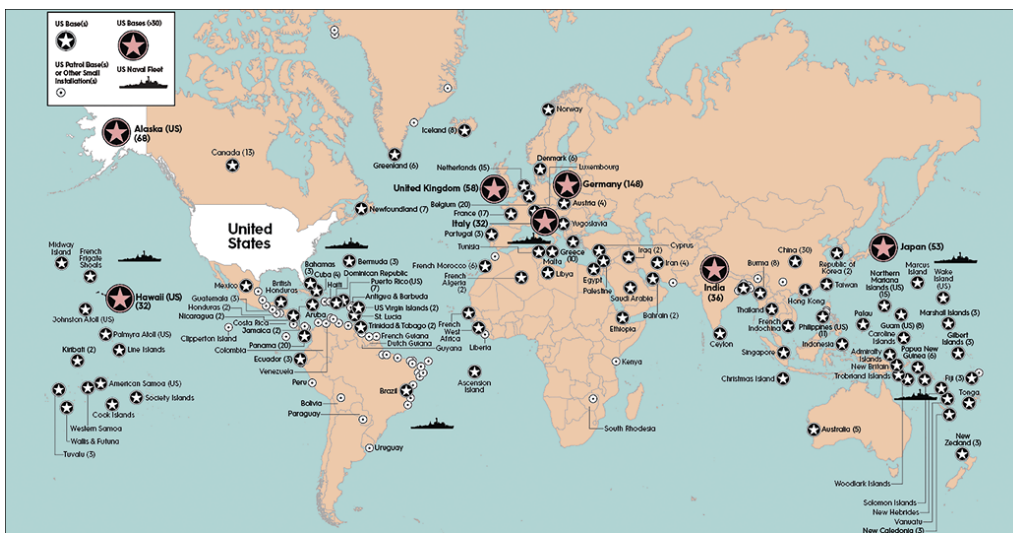 US Base(s)
US Bases (>30)
US Patrol Base(s)
or Other Small
Installation(s)
US Naval Fleet
Alaska (US)
(68)
Canada (13)
Greenland (6)
Iceland (8)
Norway
Netherlands (15)
Denmark (6)
Luxembourg
United Kingdom (58)
Germany (148)
Belgium (20)
Austria (4)
France (17)
Italy (32)
Yugoslavia
Portugal (3)
Newfoundland (7)
United
States
Tunisia
Malta
Greece
(10)
Cyprus
Iraq (2)
Iran (4)
French Morocco (6)
French
Algeria
(2)
Libya
Egypt
Palestine
Saudi Arabia
Bahrain (2)
China (30)
Republic of
Korea (2)
Japan (53)
India
(36)
Burma (8)
Hong Kong
Taiwan
Thailand
French
Indochina
Philippines (US)
(11)
Indonesia
Singapore
Ceylon
Christmas Island
Northern
Mariana
Islands (US)
(15)
Marcus
Island
Wake
Island
(US)
Palau
Guam (US) (8)
Caroline
Islands
Marshall Islands (3)
Gilbert
Islands
(3)
Admiralty
Islands
Papua New
Guinea (6)
New Britain
Trobriand Islands
Fiji (3)
Tonga
Australia (5)
New
Zealand (3)
Woodlark Islands
Solomon Islands
New Hebrides
Vanuatu
New Caledonia (3)
Midway
Island
French
Frigate
Shoals
Hawaii (US)
(32)
Johnston Atoll (US)
Palmyra Atoll (US)
Kiribati (2)
Line Islands
American Samoa (US)
Society Islands
Cook Islands
Western
Samoa
Wallis & Futuna
Tuvalu (3)
Mexico
British
Honduras
Bahamas
(3)
Cuba (4)
Haiti
Bermuda (3)
Dominican Republic
Puerto Rico(US)
(7)
Antigua & Barbuda
US Virgin Islands (2)
St. Lucia
Trinidad & Tobago (2)
Aruba
Guatemala (3)
Honduras (2)
Nicaragua (2)
Costa Rica
Jamaica (2)
Panama (20)
Clipperton Island
Colombia
Ecuador (3)
Venezuela
French Guiana
Dutch Guiana
Guyana
Peru
Brazil
Bolivia
Paraguay
Uruguay
French
West
Africa
Liberia
Ascension
Island
Ethiopia
Kenya
South Rhodesia